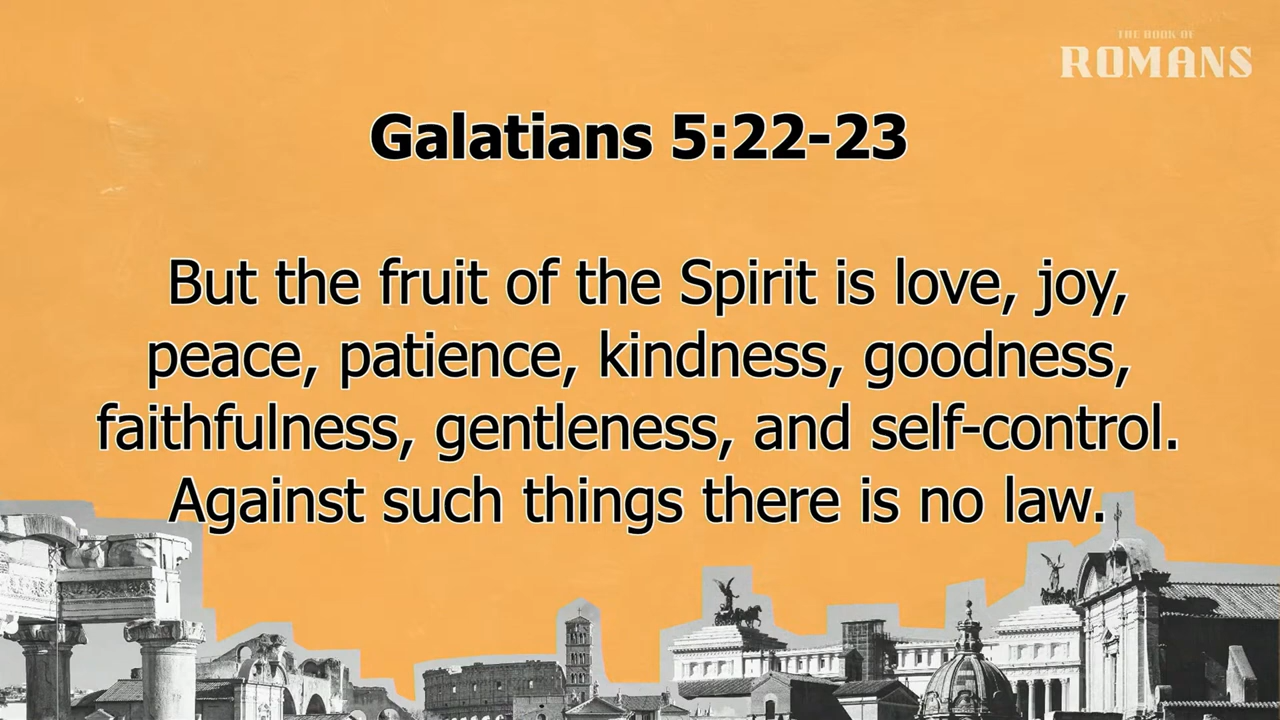 THE BOOK OF
ROMANS
Galatians 5:22-23
But the fruit of the Spirit is love, joy,
peace, patience, kindness, goodness,
faithfulness, gentleness, and self-control.
Against such things there is no law.